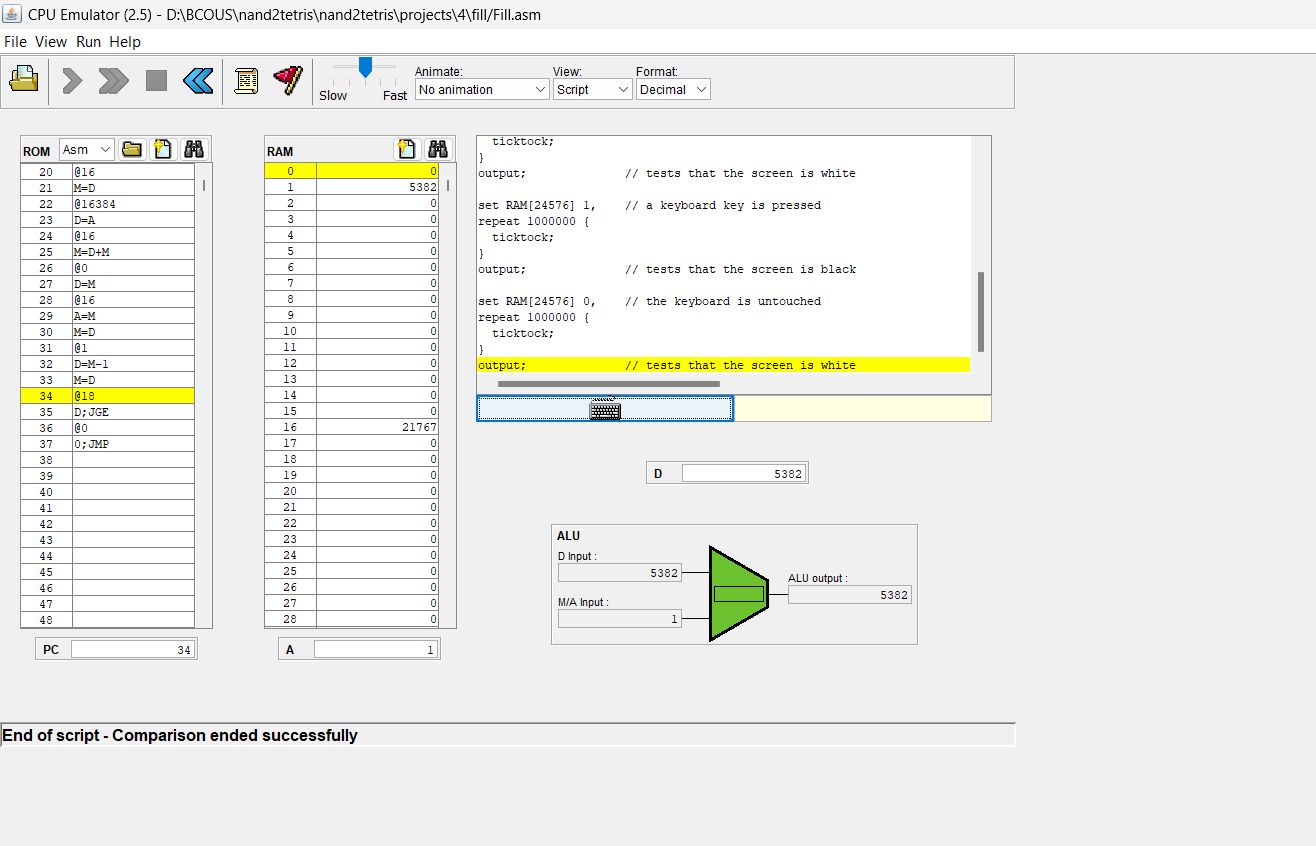 CPU Emulator (2.5) - D:\BCOUS\nand2tetris\nand2tetris\projects\4\fill/Fill.asm
File View Run Help
Slow Fast
Animate:
No animation
View:
Script
Format:
Decimal
ROM Asm
20 @16
21 M=D
22 @16384
23 D=A
24 @16
25 M=D+M
26 @0
27 D=M
28 @16
29 A=M
30 M=D
31 @1
32 D=M-1
33 M=D
34 @18
35 D;JGE
36 @0
37 0;JMP
38
39
40
41
42
43
44
45
46
47
48
PC 34
RAM
0 0
1 5382
2 0
3 0
4 0
5 0
6 0
7 0
8 0
9 0
10 0
11 0
12 0
13 0
14 0
15 0
16 21767
17 0
18 0
19 0
20 0
21 0
22 0
23 0
24 0
25 0
26 0
27 0
28 0
A 1
ticktock;
}
output; // tests that the screen is white
set RAM[24576] 1, // a keyboard key is pressed
repeat 1000000 {
ticktock;
}
output; // tests that the screen is black
set RAM[24576] 0, // the keyboard is untouched
repeat 1000000 {
ticktock;
}
output; // tests that the screen is white
D 5382
ALU
D Input :
5382
M/A Input :
1
ALU output :
5382
End of script - Comparison ended successfully